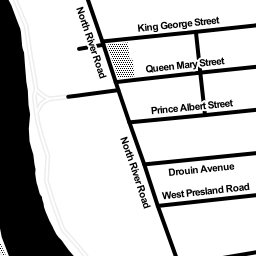 King George Street
North River Road
Queen Mary Street
Prince Albert Street
North River Road
Drouin Avenue
West Presland Road